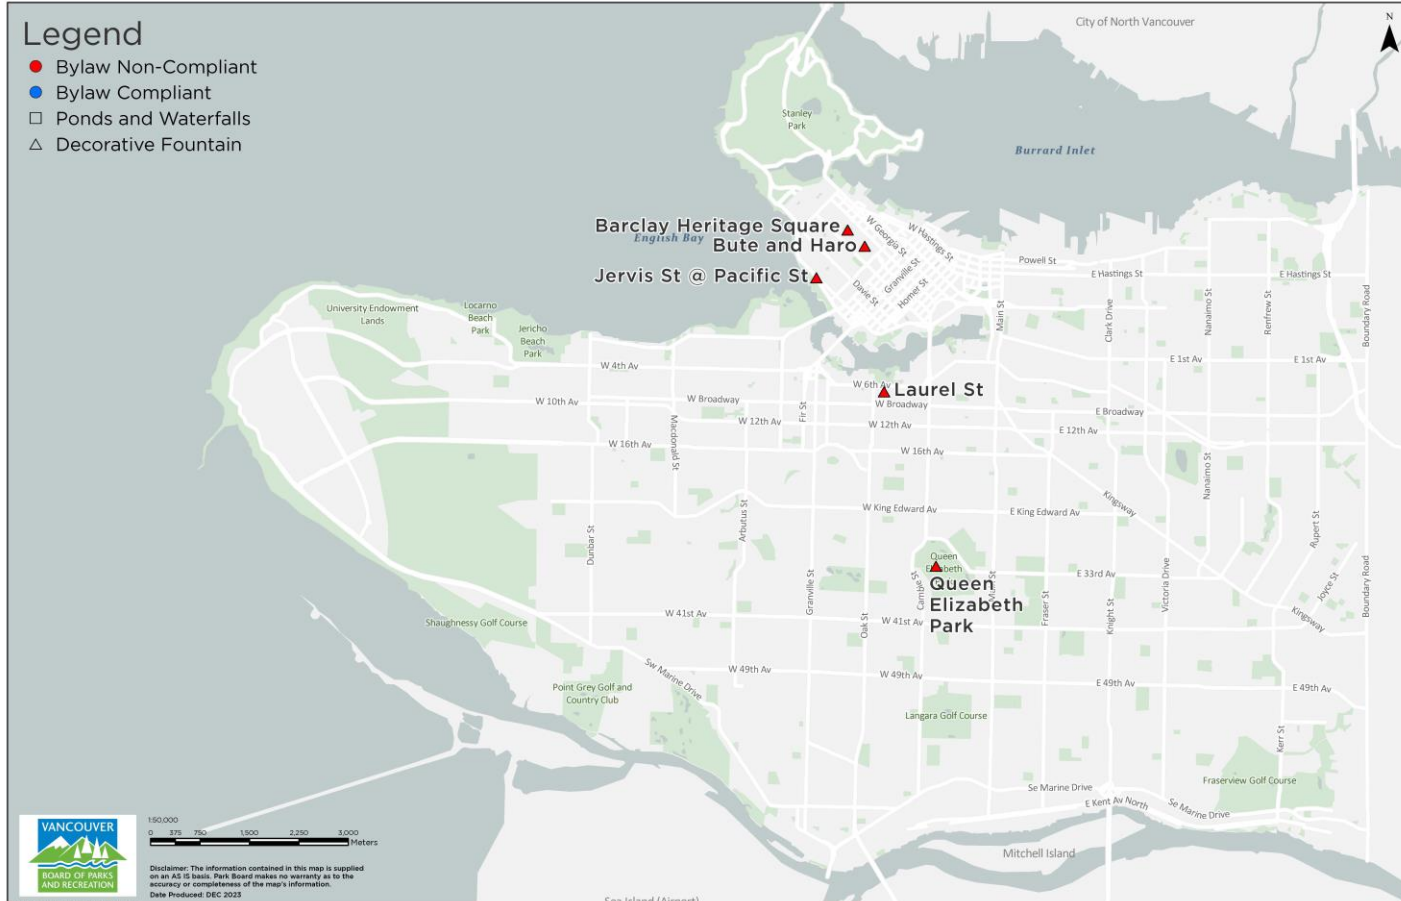 Legend
Bylaw Non-Compliant
Bylaw Compliant
Ponds and Waterfalls
Decorative Fountain
N
City of North Vancouver
Stanley
Park
Burrard Inlet
Barclay Heritage Square
English Bay
Bute and Haro
Jervis St @ Pacific St
W Georgia St
W Hastings St
Granville St
Davie St
Homer St
Powell St
E Hastings St
E Hastings St
Main St
Clark Drive
Nanaimo St
Renfrew St
Boundary Road
University Endowment
Lands
Locarno
Beach
Park
Jericho
Beach
Park
W 4th Av
E 1st Av
E 1st Av
W 6th Av
Laurel St
W 10th Av
W Broadway
W Broadway
E Broadway
Fir St
Macdonald St
W 12th Av
W 12th Av
E 12th Av
W 16th Av
W 16th Av
Nanaimo St
Kingsway
W King Edward Av
E King Edward Av
Dunbar St
Arbutus St
Rupert St
Queen
Elizabeth
Queen
Elizabeth
Park
E 33rd Av
Granville St
Cambie St
Main St
Fraser St
Knight St
Victoria Drive
Joyce St
Boundary Road
Kingsway
Oak St
Shaughnessy Golf Course
W 41st Av
W 41st Av
E 41st Av
Sw Marine Drive
W 49th Av
W 49th Av
E 49th Av
E 49th Av
Point Grey Golf and
Country Club
Langara Golf Course
Kerr St
Fraserview Golf Course
Se Marine Drive
E Kent Av North
Se Marine Drive
Mitchell Island
Sea Island (Airport)
VANCOUVER
BOARD OF PARKS
AND RECREATION
1:50,000
0 375 750 1,500 2,250 3,000
Meters
Disclaimer: The information contained in this map is supplied
on an AS IS basis. Park Board makes no warranty as to the
accuracy or completeness of the map's information.
Date Produced: DEC 2023